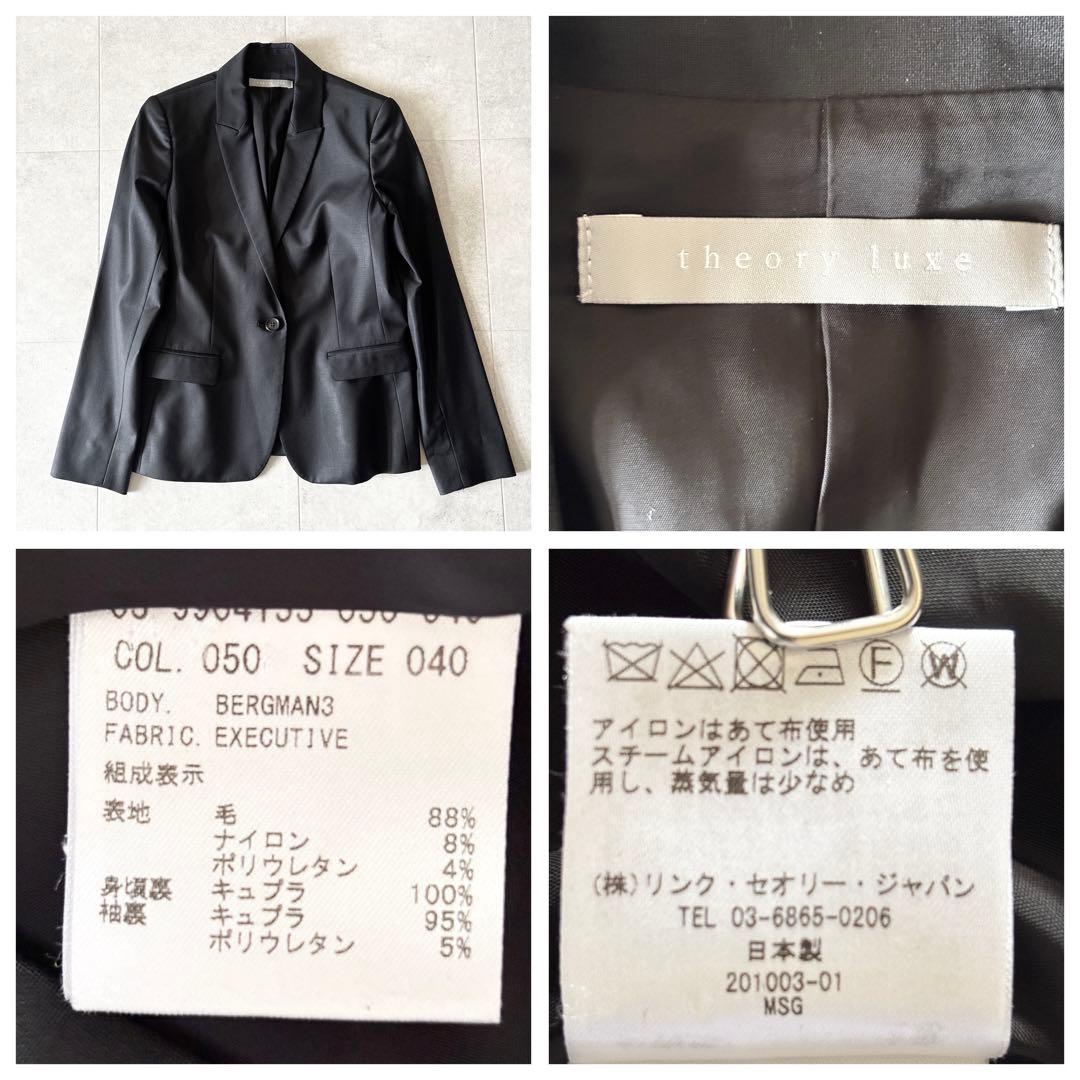 theory luxe
COL. 050 SIZE 040
BODY. BERGMAN3
FABRIC. EXECUTIVE
組成表示
表地 毛 88%
ナイロン 8%
ポリウレタン 4%
身頃裏 キュプラ 100%
袖裏 キュプラ 95%
ポリウレタン 5%
F W
アイロンはあて布使用
スチームアイロンは、あて布を使
用し、蒸気量は少なめ
(株)リンク・セオリー・ジャパン
TEL 03-6865-0206
日本製
201003-01
MSG